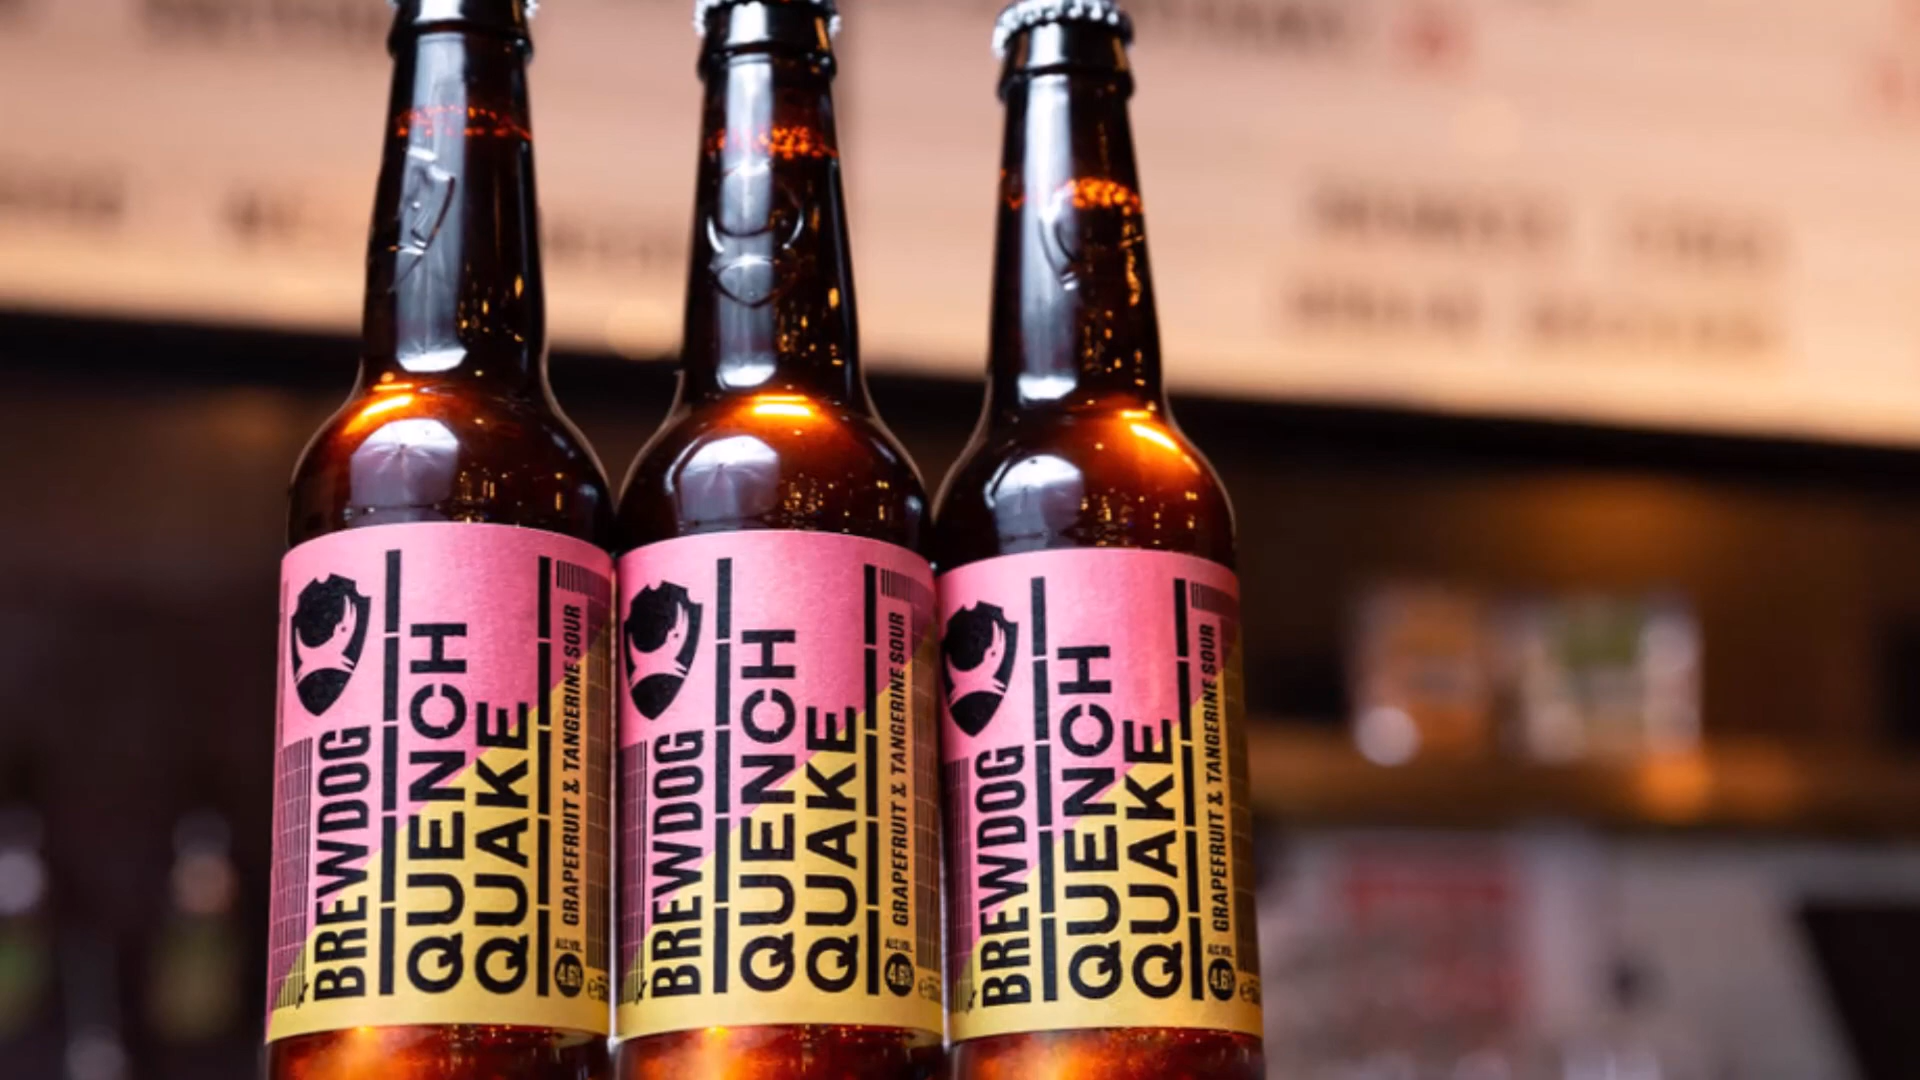 BREWDOG
QUENCH
QUAKE
GRAPEFRUIT & TANGERINE SOUR
ALC VOL.
4.6%
BREWDOG
QUENCH
QUAKE
GRAPEFRUIT & TANGERINE SOUR
ALC VOL.
4.6%
BREWDOG
QUENCH
QUAKE
GRAPEFRUIT & TANGERINE SOUR
ALC VOL.
4.6%